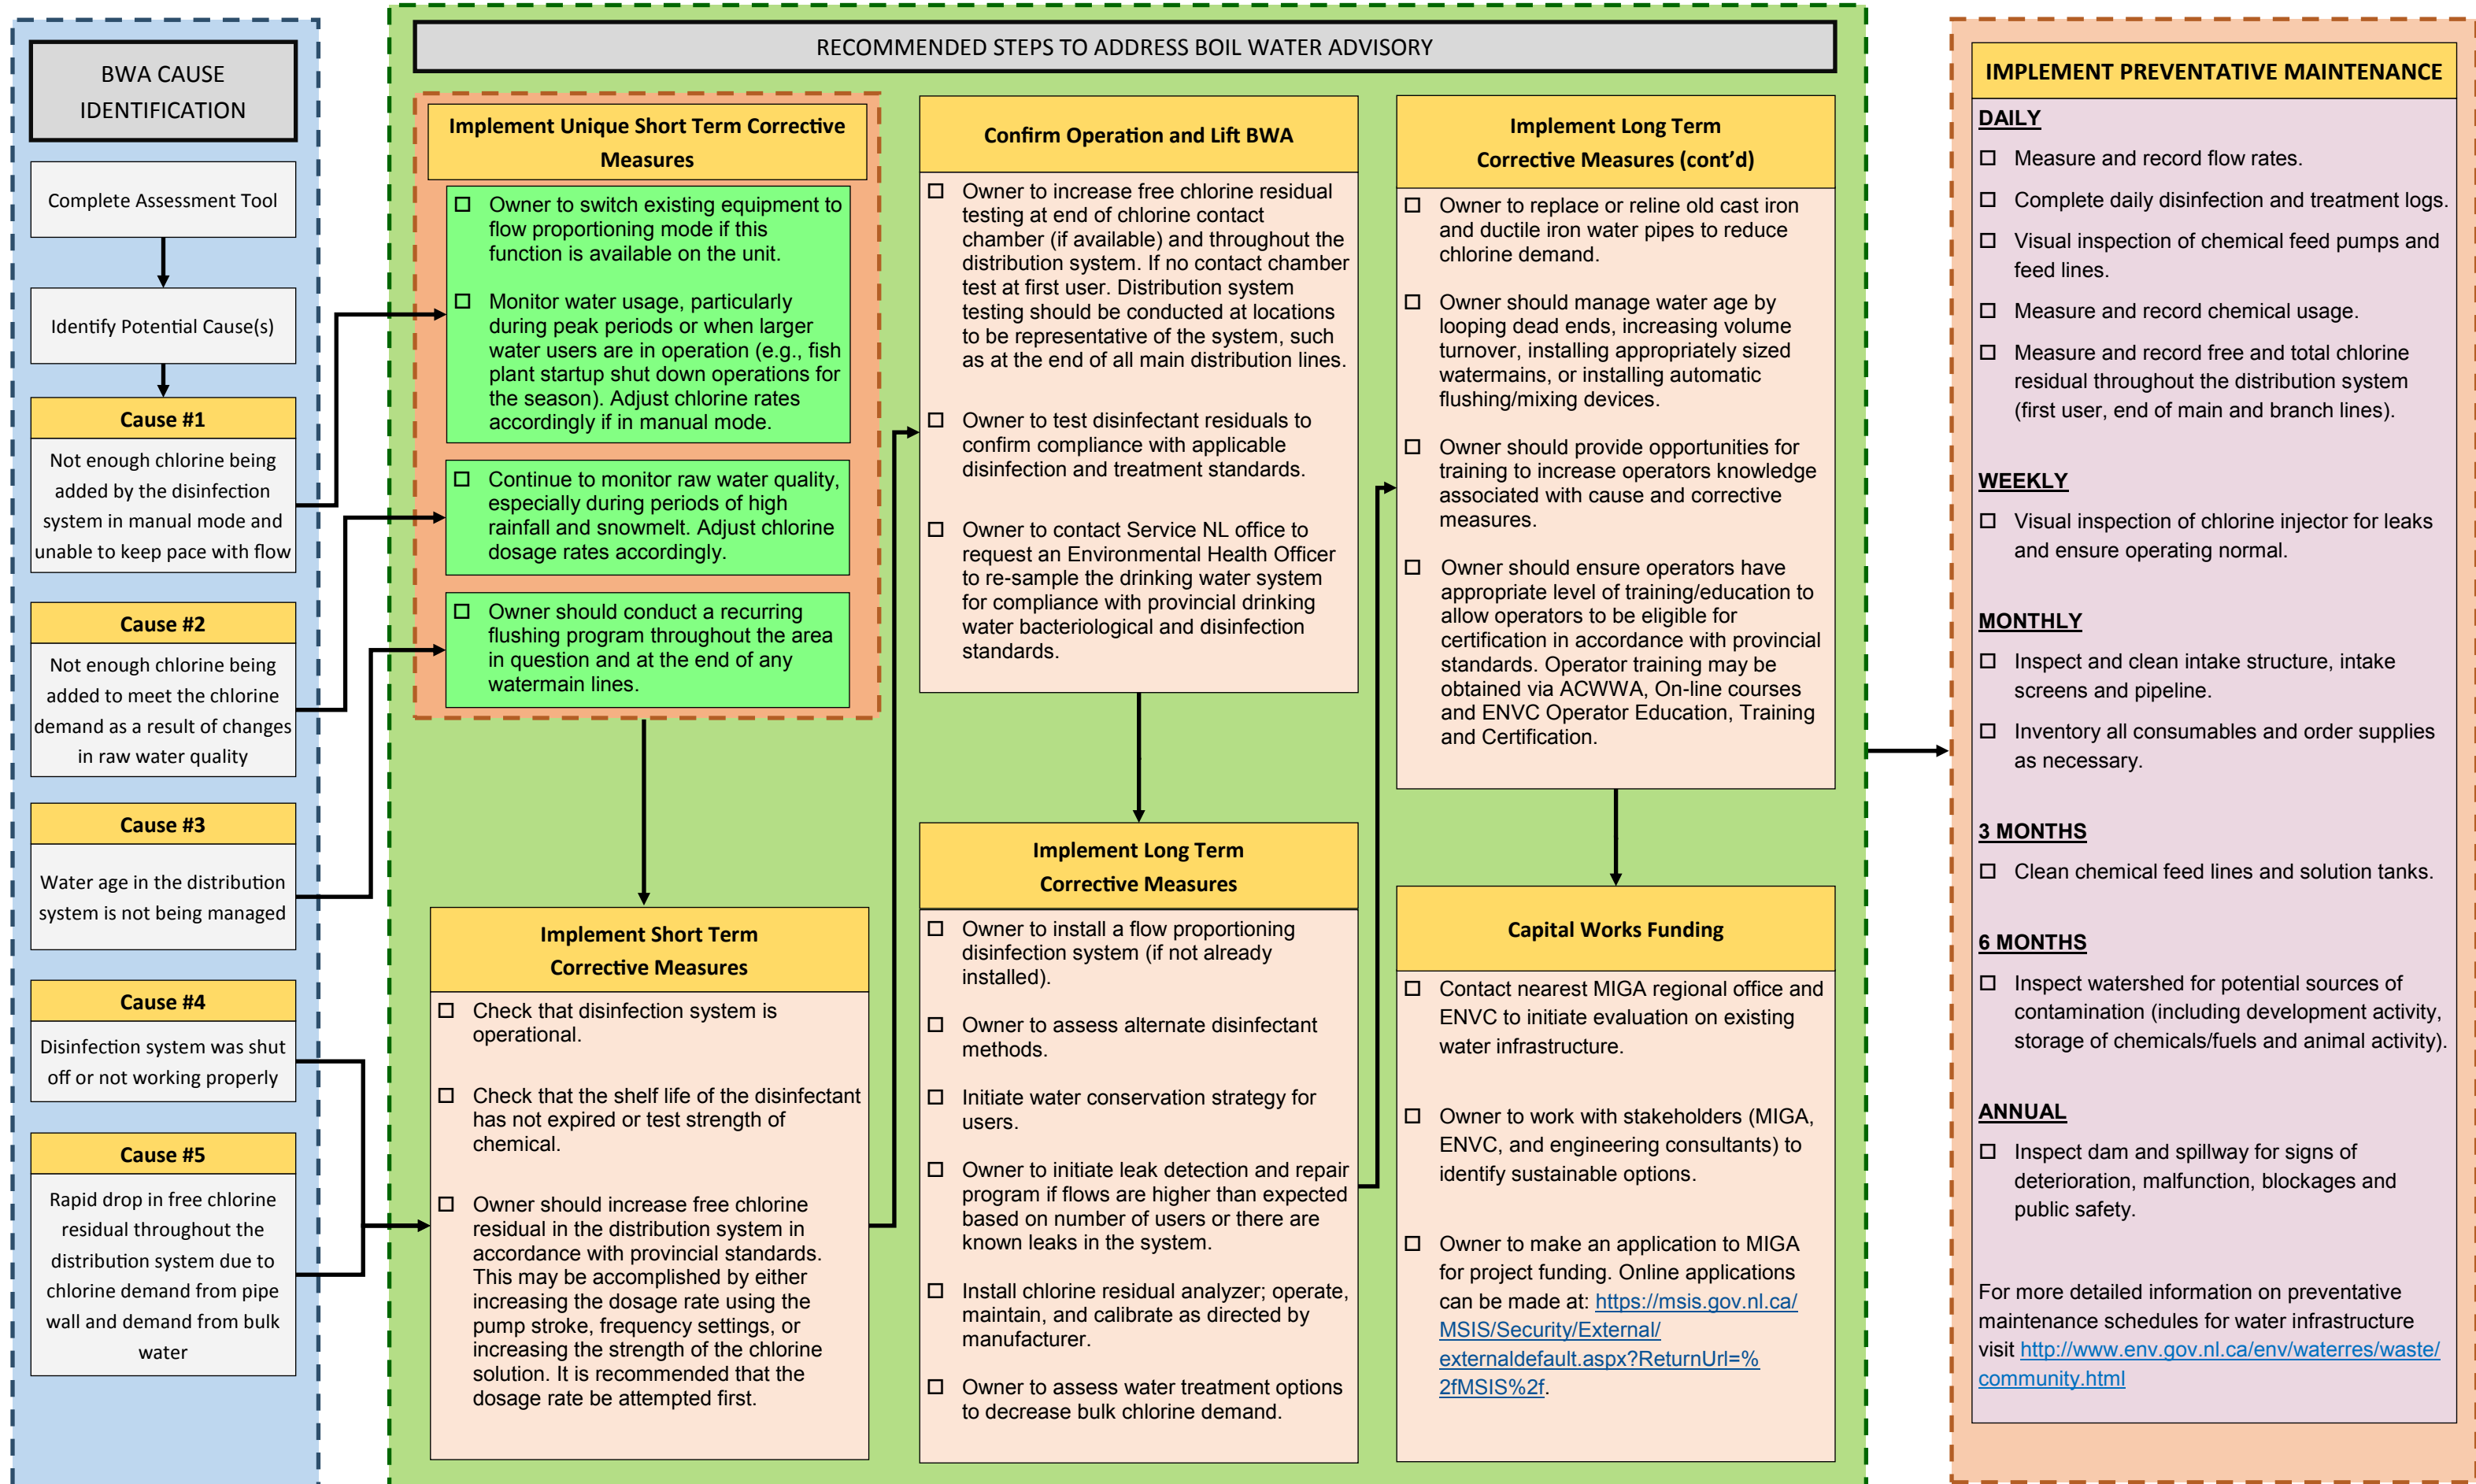 BWA CAUSE
IDENTIFICATION
Complete Assessment Tool
Identify Potential Cause(s)
Cause #1
Not enough chlorine being
added by the disinfection
system in manual mode and
unable to keep pace with flow
Cause #2
Not enough chlorine being
added to meet the chlorine
demand as a result of changes
in raw water quality
Cause #3
Water age in the distribution
system is not being managed
Cause #4
Disinfection system was shut
off or not working properly
Cause #5
Rapid drop in free chlorine
residual throughout the
distribution system due to
chlorine demand from pipe
wall and demand from bulk
water
RECOMMENDED STEPS TO ADDRESS BOIL WATER ADVISORY
Implement Unique Short Term Corrective
Measures
☐ Owner to switch existing equipment to
flow proportioning mode if this
function is available on the unit.
☐ Monitor water usage, particularly
during peak periods or when larger
water users are in operation (e.g., fish
plant startup shut down operations for
the season). Adjust chlorine rates
accordingly if in manual mode.
☐ Continue to monitor raw water quality,
especially during periods of high
rainfall and snowmelt. Adjust chlorine
dosage rates accordingly.
☐ Owner should conduct a recurring
flushing program throughout the area
in question and at the end of any
watermain lines.
Implement Short Term
Corrective Measures
☐ Check that disinfection system is
operational.
☐ Check that the shelf life of the disinfectant
has not expired or test strength of
chemical.
☐ Owner should increase free chlorine
residual in the distribution system in
accordance with provincial standards.
This may be accomplished by either
increasing the dosage rate using the
pump stroke, frequency settings, or
increasing the strength of the chlorine
solution. It is recommended that the
dosage rate be attempted first.
Confirm Operation and Lift BWA
☐ Owner to increase free chlorine residual
testing at end of chlorine contact
chamber (if available) and throughout the
distribution system. If no contact chamber
test at first user. Distribution system
testing should be conducted at locations
to be representative of the system, such
as at the end of all main distribution lines.
☐ Owner to test disinfectant residuals to
confirm compliance with applicable
disinfection and treatment standards.
☐ Owner to contact Service NL office to
request an Environmental Health Officer
to re-sample the drinking water system
for compliance with provincial drinking
water bacteriological and disinfection
standards.
Implement Long Term
Corrective Measures
☐ Owner to install a flow proportioning
disinfection system (if not already
installed).
☐ Owner to assess alternate disinfectant
methods.
☐ Initiate water conservation strategy for
users.
☐ Owner to initiate leak detection and repair
program if flows are higher than expected
based on number of users or there are
known leaks in the system.
☐ Install chlorine residual analyzer; operate,
maintain, and calibrate as directed by
manufacturer.
☐ Owner to assess water treatment options
to decrease bulk chlorine demand.
Implement Long Term
Corrective Measures (cont'd)
☐ Owner to replace or reline old cast iron
and ductile iron water pipes to reduce
chlorine demand.
☐ Owner should manage water age by
looping dead ends, increasing volume
turnover, installing appropriately sized
watermains, or installing automatic
flushing/mixing devices.
☐ Owner should provide opportunities for
training to increase operators knowledge
associated with cause and corrective
measures.
☐ Owner should ensure operators have
appropriate level of training/education to
allow operators to be eligible for
certification in accordance with provincial
standards. Operator training may be
obtained via ACWWA, On-line courses
and ENVC Operator Education, Training
and Certification.
Capital Works Funding
☐ Contact nearest MIGA regional office and
ENVC to initiate evaluation on existing
water infrastructure.
☐ Owner to work with stakeholders (MIGA,
ENVC, and engineering consultants) to
identify sustainable options.
☐ Owner to make an application to MIGA
for project funding. Online applications
can be made at: https://msis.gov.nl.ca/
MSIS/Security/External/
externaldefault.aspx?ReturnUrl=%
2fMSIS%2f.
IMPLEMENT PREVENTATIVE MAINTENANCE
DAILY
☐ Measure and record flow rates.
☐ Complete daily disinfection and treatment logs.
☐ Visual inspection of chemical feed pumps and
feed lines.
☐ Measure and record chemical usage.
☐ Measure and record free and total chlorine
residual throughout the distribution system
(first user, end of main and branch lines).
WEEKLY
☐ Visual inspection of chlorine injector for leaks
and ensure operating normal.
MONTHLY
☐ Inspect and clean intake structure, intake
screens and pipeline.
☐ Inventory all consumables and order supplies
as necessary.
3 MONTHS
☐ Clean chemical feed lines and solution tanks.
6 MONTHS
☐ Inspect watershed for potential sources of
contamination (including development activity,
storage of chemicals/fuels and animal activity).
ANNUAL
☐ Inspect dam and spillway for signs of
deterioration, malfunction, blockages and
public safety.
For more detailed information on preventative
maintenance schedules for water infrastructure
visit http://www.env.gov.nl.ca/env/waterres/waste/
community.html